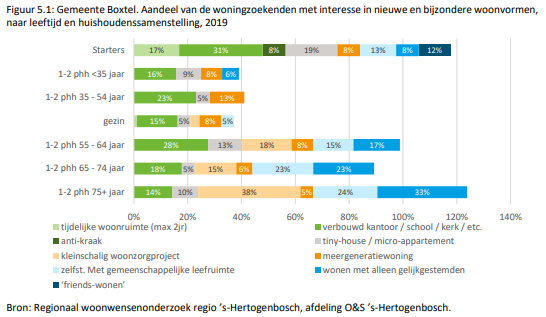 Figuur 5.1: Gemeente Boxtel. Aandeel van de woningzoekenden met interesse in nieuwe en bijzondere woonvormen,
naar leeftijd en huishoudenssamenstelling, 2019
Starters 17% 31% 8% 19% 8% 13% 8% 12%
1-2 phh <35 jaar 16% 9% 8% 6%
1-2 phh 35 - 54 jaar 23% 5% 13%
gezin 15% 5% 8% 5%
1-2 phh 55 - 64 jaar 28% 13% 18% 8% 15% 17%
1-2 phh 65 - 74 jaar 18% 5% 15% 6% 23% 23%
1-2 phh 75+ jaar 14% 10% 38% 5% 24% 33%
0% 20% 40% 60% 80% 100% 120% 140%
tijdelijke woonruimte (max 2jr) verbouwd kantoor / school / kerk / etc.
anti-kraak tiny-house / micro-appartement
kleinschalig woonzorgproject meergeneratiewoning
zelfst. Met gemeenschappelijke leefruimte wonen met alleen gelijkgestemden
'friends-wonen'
Bron: Regionaal woonwensenonderzoek regio 's-Hertogenbosch, afdeling O&S 's-Hertogenbosch.